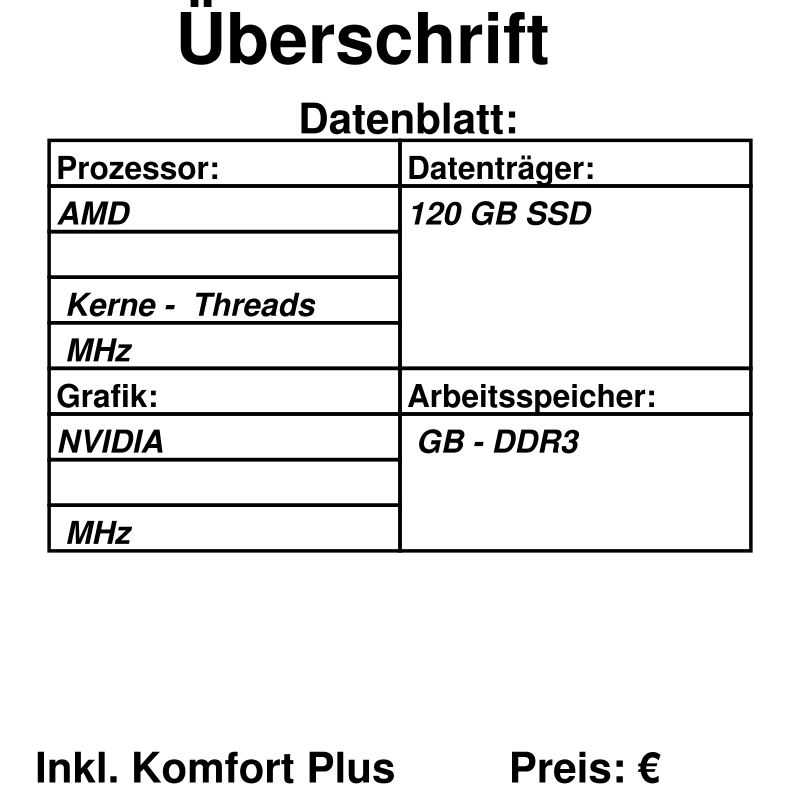 Überschrift
Datenblatt:
Prozessor:
Datenträger:
AMD
120 GB SSD
Kerne - Threads
MHz
Grafik:
Arbeitsspeicher:
NVIDIA
GB - DDR3
MHz
Inkl. Komfort Plus
Preis: €